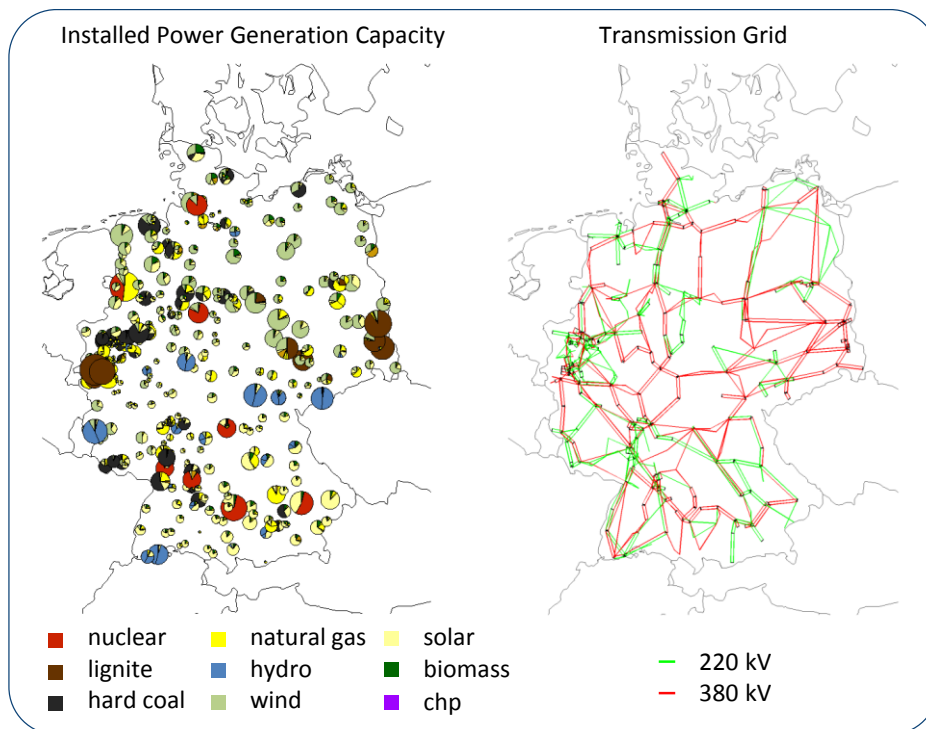 Installed Power Generation Capacity
Transmission Grid
nuclear
natural gas
solar
lignite
hydro
biomass
hard coal
wind
chp
220 kV
380 kV